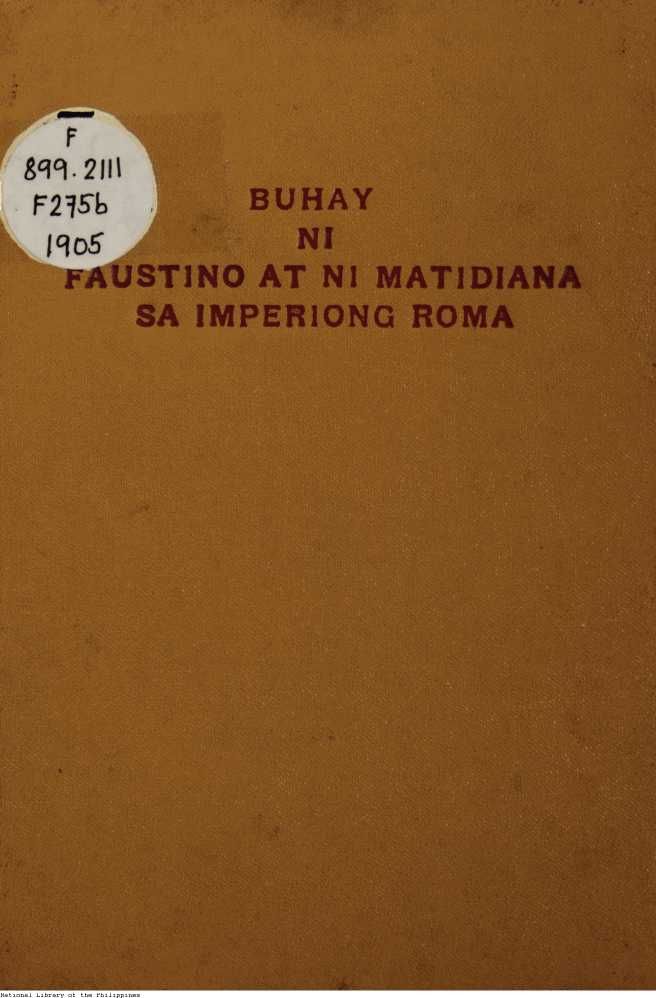 F
899.2111
F275b
1905
BUHAY
NI
FAUSTINO AT NI MATIDIANA
SA IMPERIONG ROMA
National Library of the Philippines